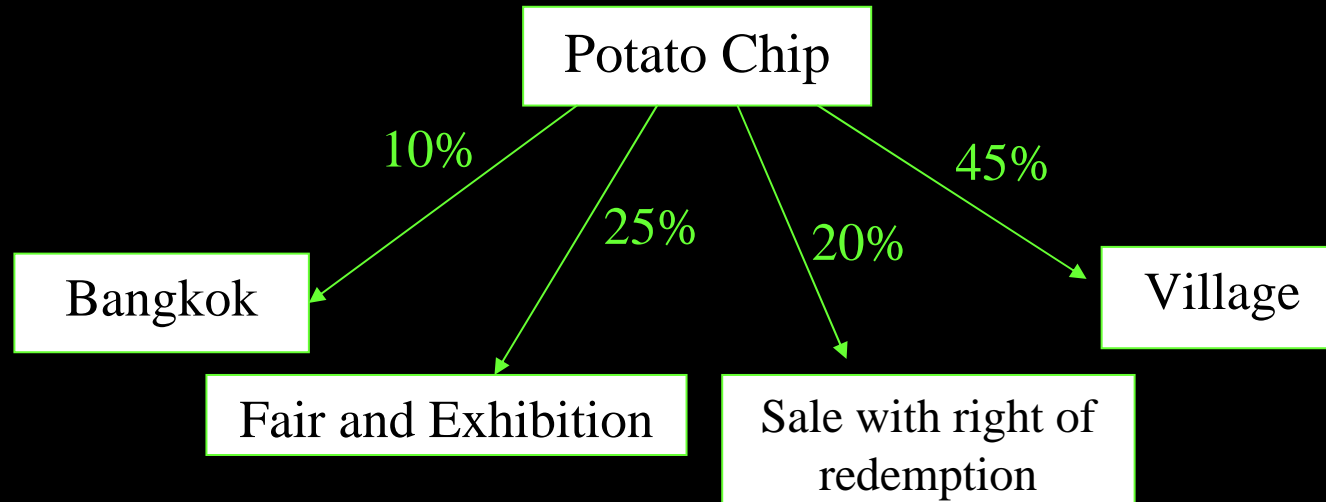 Potato Chip
10%
45%
25%
20%
Bangkok
Village
Fair and Exhibition
Sale with right of
redemption